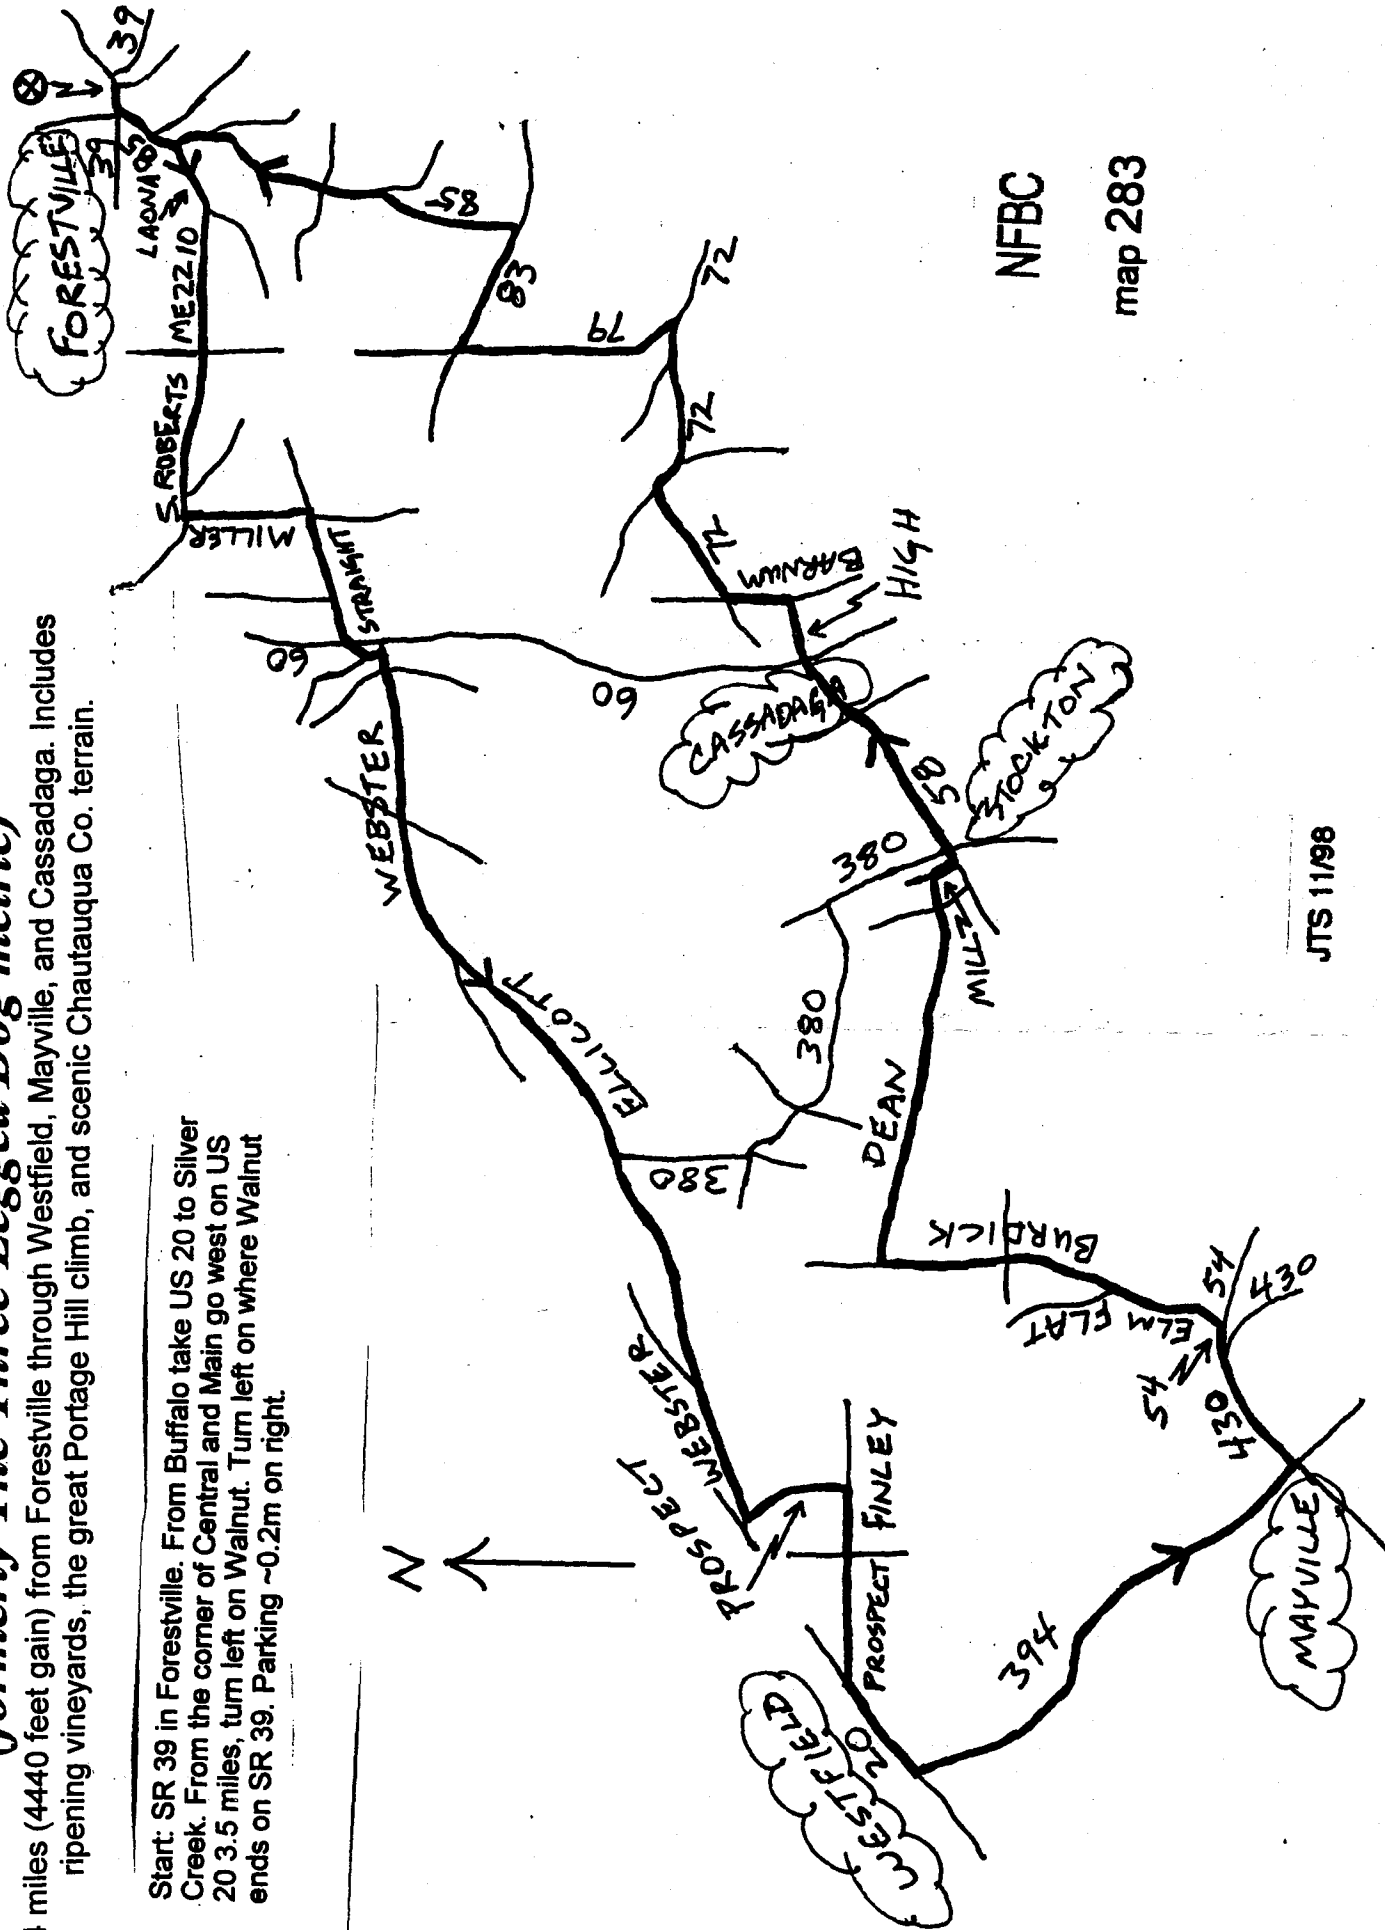 (formerly The Three Legged Dog metric)
miles (4440 feet gain) from Forestville through Westfield, Mayville, and Cassadaga. Includes
ripening vineyards, the great Portage Hill climb, and scenic Chautauqua Co. terrain.
Start: SR 39 in Forestville. From Buffalo take US 20 to Silver
Creek. From the corner of Central and Main go west on US
20 3.5 miles, turn left on Walnut. Turn left on where Walnut
ends on SR 39. Parking ~0.2m on right.
N
FORESTVILLE
39
39
85
LAONA
MEZZIO
S. ROBERTS
MILLER
STRAIGHT
60
WEBSTER
ELLICOTT
380
WEBSTER
PROSPECT
FINLEY
PROSPECT
20
WESTFIELD
394
MAYVILLE
430
54
54
430
ELM FLAT
BURDICK
DEAN
380
380
MILL
STOCKTON
58
CASSADAGA
60
HIGH
BARNUM
72
72
72
79
83
85
NFBC
map 283
JTS 11/98